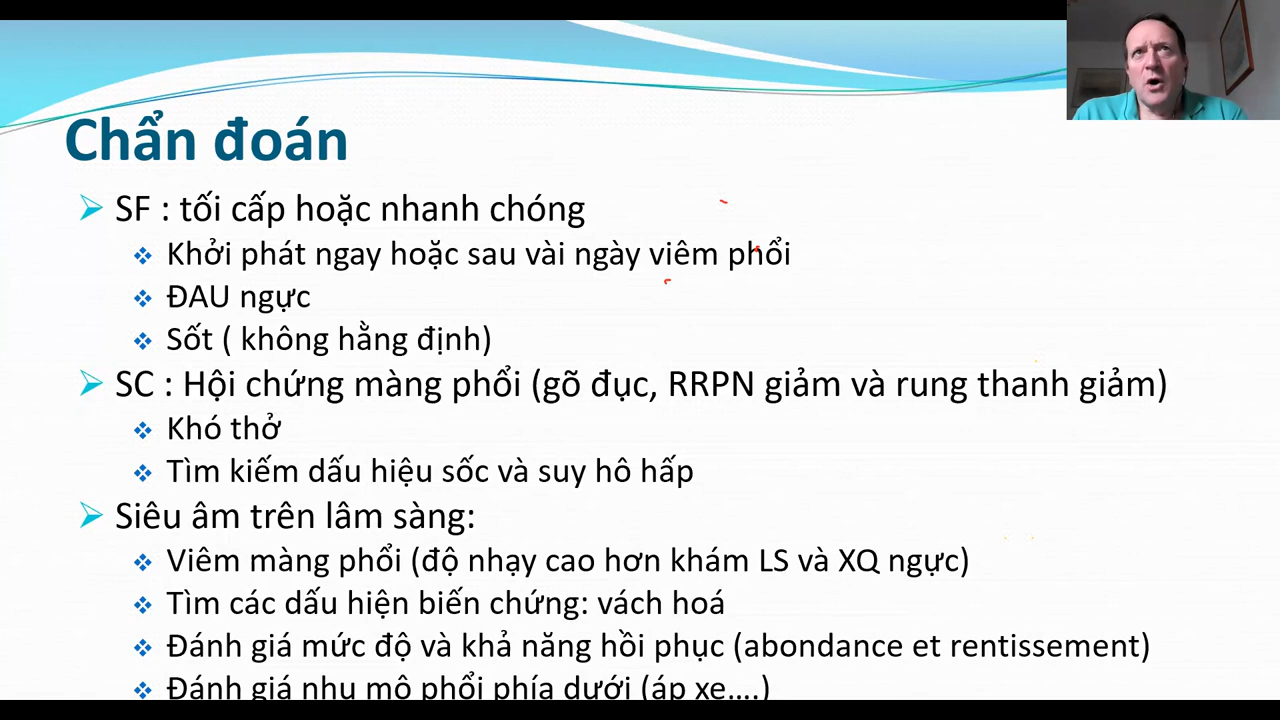 Chẩn đoán
SF : tối cấp hoặc nhanh chóng
Khởi phát ngay hoặc sau vài ngày viêm phổi
ĐAU ngực
Sốt ( không hằng định)
SC : Hội chứng màng phổi (gõ đục, RRPN giảm và rung thanh giảm)
Khó thở
Tìm kiếm dấu hiệu sốc và suy hô hấp
Siêu âm trên lâm sàng:
Viêm màng phổi (độ nhạy cao hơn khám LS và XQ ngực)
Tìm các dấu hiện biến chứng: vách hoá
Đánh giá mức độ và khả năng hồi phục (abondance et rentissement)
Đánh giá nhu mô phổi phía dưới (áp xe....)